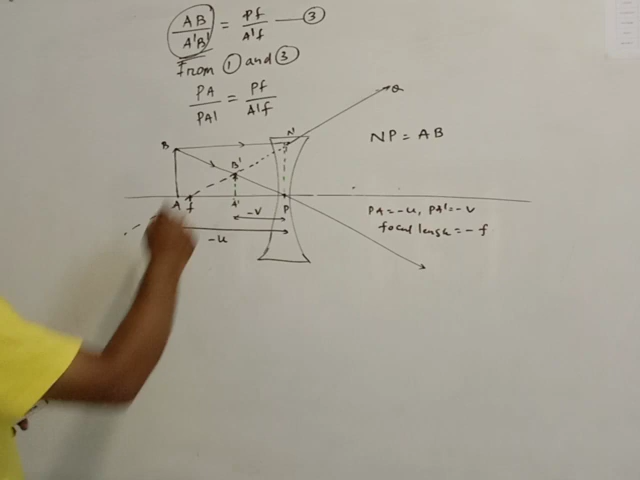 AB/A'B' = Pf/A'f — ③
From ① and ③
PA/PA' = Pf/A'f
N'
Q
B
NP = AB
B'
A
f
A'
P
-v
PA = -u, PA' = -v
focal length = -f
-u